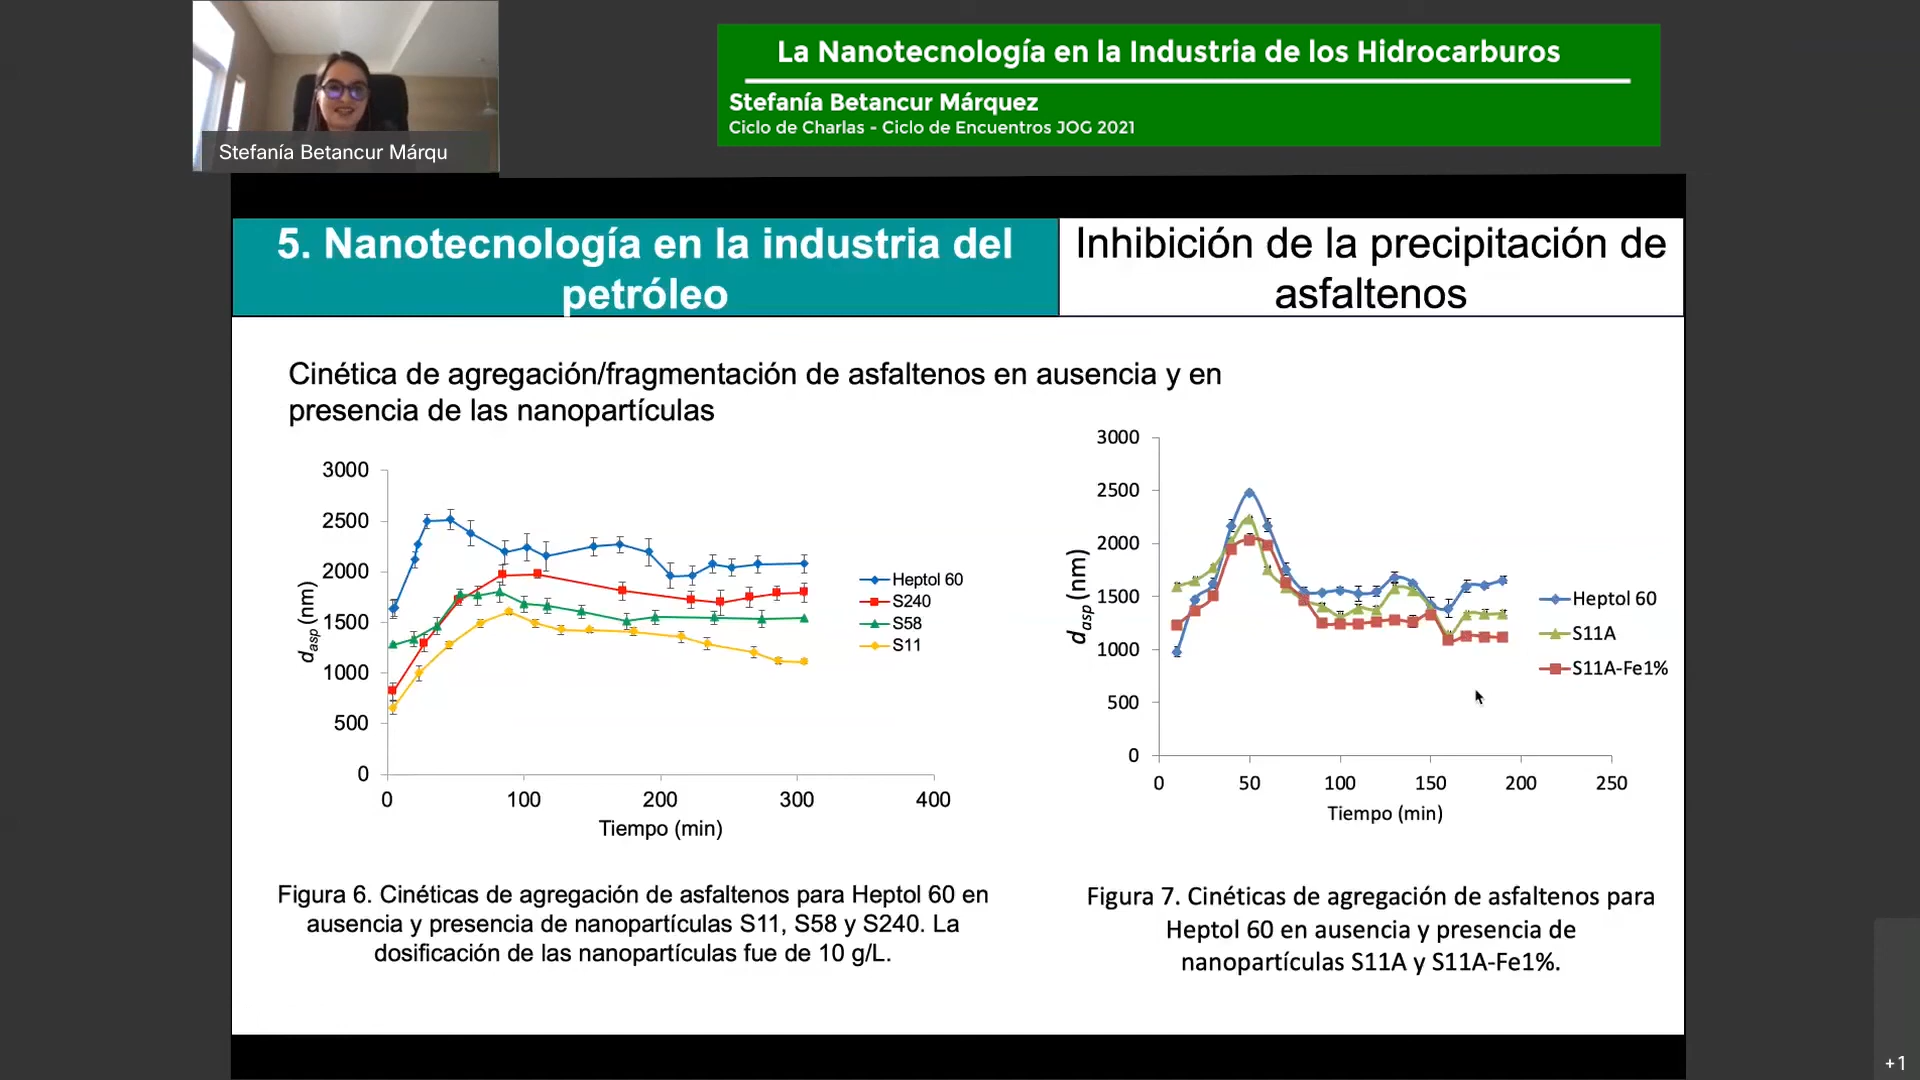 La Nanotecnología en la Industria de los Hidrocarburos
Stefanía Betancur Márquez
Ciclo de Charlas - Ciclo de Encuentros JOG 2021
Stefanía Betancur Márqu
5. Nanotecnología en la industria del
petróleo
Inhibición de la precipitación de
asfaltenos
Cinética de agregación/fragmentación de asfaltenos en ausencia y en
presencia de las nanopartículas
3000
2500
2000
1500
1000
500
0
dasp (nm)
0 100 200 300 400
Tiempo (min)
Heptol 60
S240
S58
S11
3000
2500
2000
1500
1000
500
0
dasp (nm)
0 50 100 150 200 250
Tiempo (min)
Heptol 60
S11A
S11A-Fe1%
Figura 6. Cinéticas de agregación de asfaltenos para Heptol 60 en
ausencia y presencia de nanopartículas S11, S58 y S240. La
dosificación de las nanopartículas fue de 10 g/L.
Figura 7. Cinéticas de agregación de asfaltenos para
Heptol 60 en ausencia y presencia de
nanopartículas S11A y S11A-Fe1%.
+1